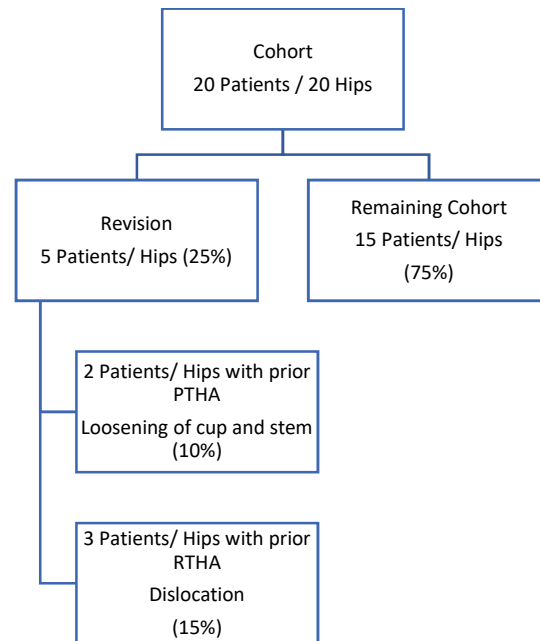 Cohort
20 Patients / 20 Hips
Revision
5 Patients/ Hips (25%)
Remaining Cohort
15 Patients/ Hips
(75%)
2 Patients/ Hips with prior
PTHA
Loosening of cup and stem
(10%)
3 Patients/ Hips with prior
RTHA
Dislocation
(15%)